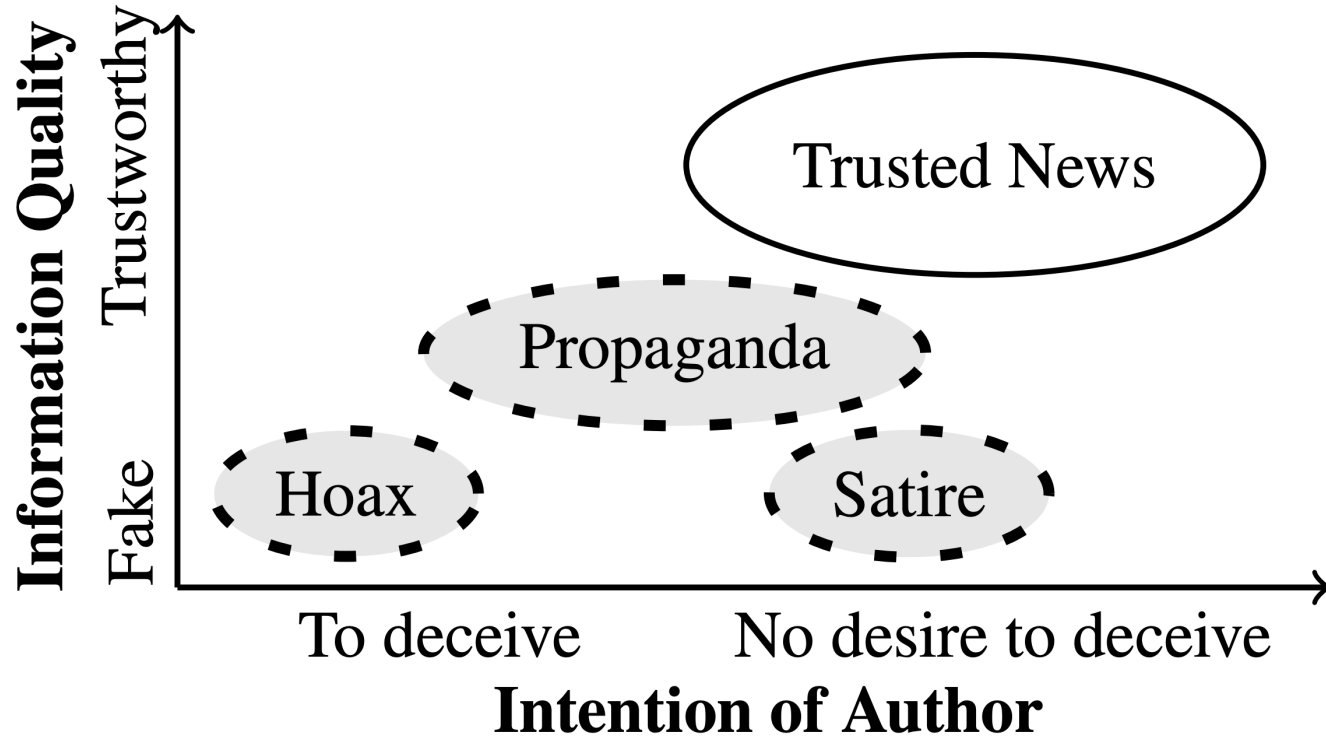 Information Quality
Trustworthy
Fake
Trusted News
Propaganda
Hoax
Satire
To deceive
No desire to deceive
Intention of Author